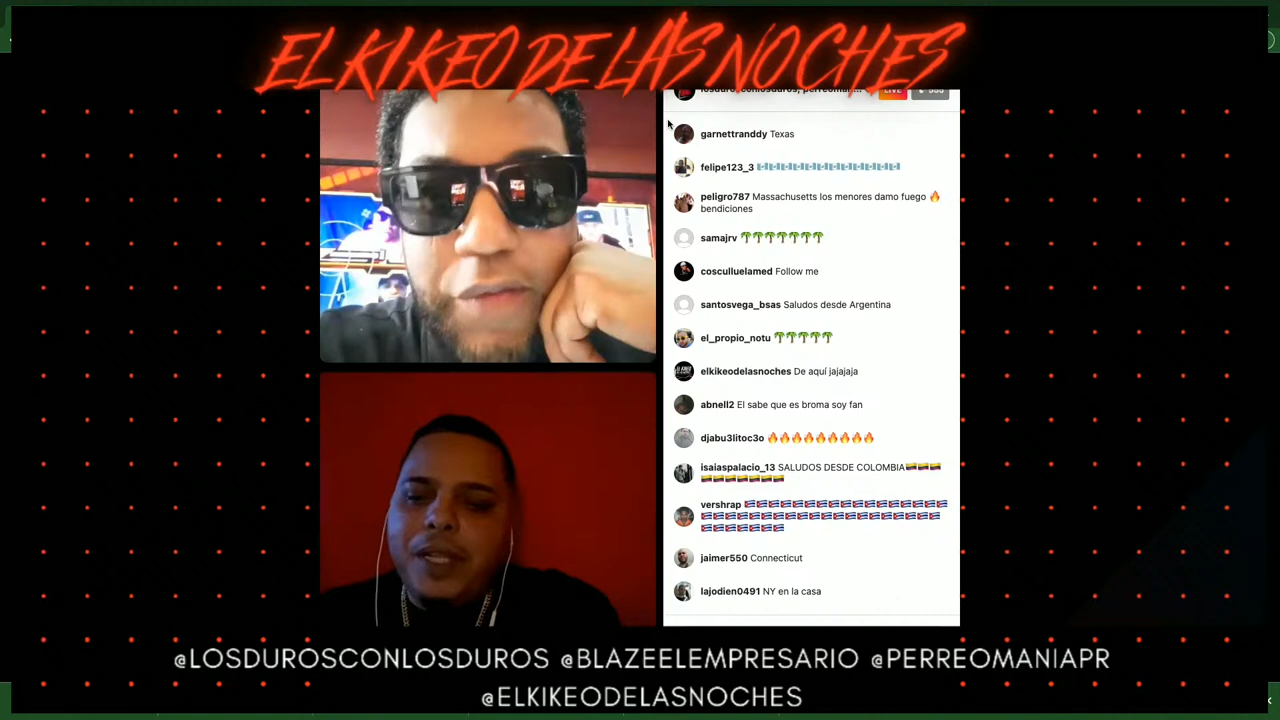 EL KIKEO DE LAS NOCHES
LIVE
garnettranddy Texas
felipe123_3
peligro787 Massachusetts los menores damo fuego 🔥
bendiciones
samajrv 🌴🌴🌴🌴🌴🌴🌴
cosculluelamed Follow me
santosvega_bsas Saludos desde Argentina
el_propio_notu 🌴🌴🌴🌴🌴
elkikeodelasnoches De aquí jajajaja
abnell2 El sabe que es broma soy fan
djabu3litoc3o 🔥🔥🔥🔥🔥🔥🔥🔥🔥
isaiaspalacio_13 SALUDOS DESDE COLOMBIA
vershrap
jaimer550 Connecticut
lajodien0491 NY en la casa
@LOSDUROSCONLOSDUROS @BLAZEELEMPRESARIO @PERREOMANIAPR
@ELKIKEODELASNOCHES